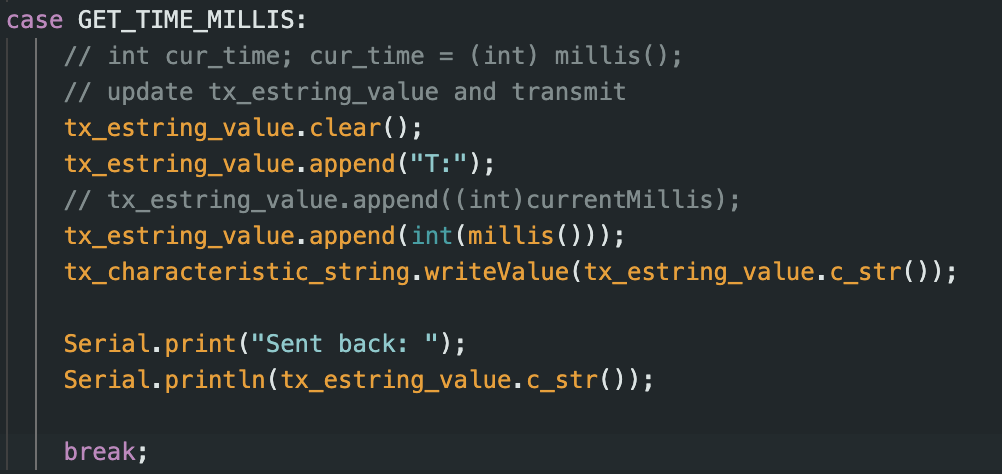 case GET_TIME_MILLIS:
// int cur_time; cur_time = (int) millis();
// update tx_estring_value and transmit
tx_estring_value.clear();
tx_estring_value.append("T:");
// tx_estring_value.append((int)currentMillis);
tx_estring_value.append(int(millis()));
tx_characteristic_string.writeValue(tx_estring_value.c_str());
Serial.print("Sent back: ");
Serial.println(tx_estring_value.c_str());
break;